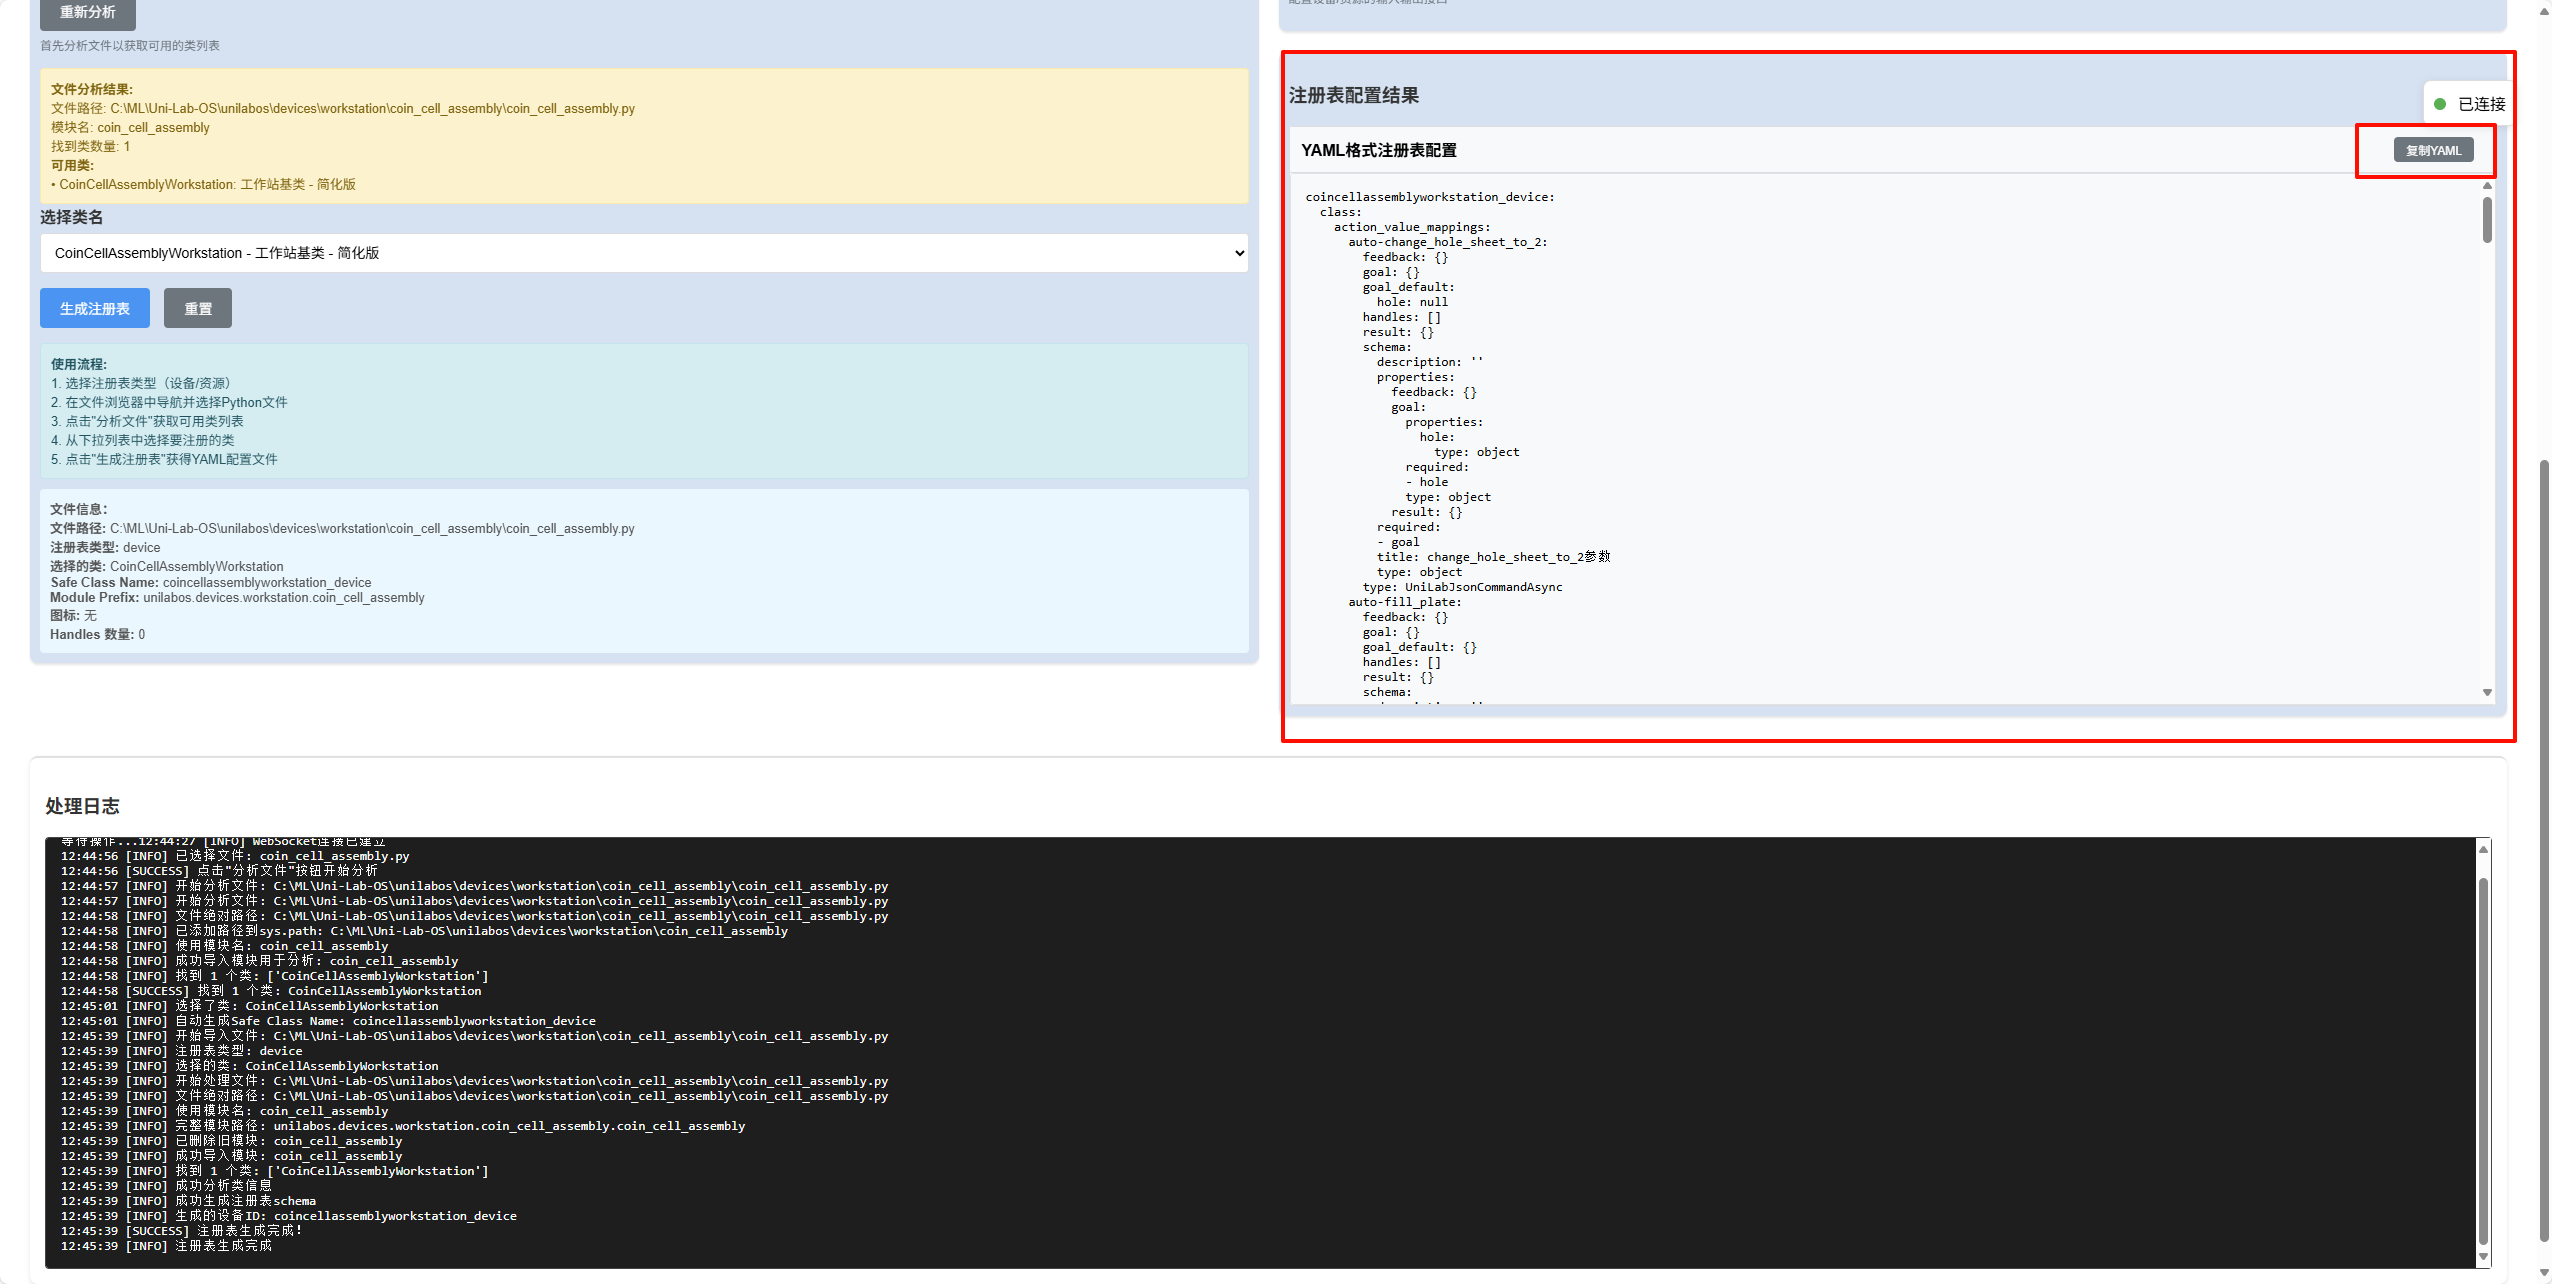 重新分析
首先分析文件以获取可用的类列表
文件分析结果:
文件路径: C:\ML\Uni-Lab-OS\unilabos\devices\workstation\coin_cell_assembly\coin_cell_assembly.py
模块名: coin_cell_assembly
找到类数量: 1
可用类:
• CoinCellAssemblyWorkstation: 工作站基类 - 简化版
选择类名
CoinCellAssemblyWorkstation - 工作站基类 - 简化版
生成注册表
重置
使用流程:
1. 选择注册表类型（设备/资源）
2. 在文件浏览器中导航并选择Python文件
3. 点击"分析文件"获取可用类列表
4. 从下拉列表中选择要注册的类
5. 点击"生成注册表"获得YAML配置文件
文件信息:
文件路径: C:\ML\Uni-Lab-OS\unilabos\devices\workstation\coin_cell_assembly\coin_cell_assembly.py
注册表类型: device
选择的类: CoinCellAssemblyWorkstation
Safe Class Name: coincellassemblyworkstation_device
Module Prefix: unilabos.devices.workstation.coin_cell_assembly
图标: 无
Handles 数量: 0
配置设备/资源的输入输出接口
注册表配置结果
已连接
YAML格式注册表配置
复制YAML
coincellassemblyworkstation_device:
class:
action_value_mappings:
auto-change_hole_sheet_to_2:
feedback: {}
goal: {}
goal_default:
hole: null
handles: []
result: {}
schema:
description: ''
properties:
feedback: {}
goal:
properties:
hole:
type: object
required:
- hole
type: object
result: {}
required:
- goal
title: change_hole_sheet_to_2参数
type: object
type: UniLabJsonCommandAsync
auto-fill_plate:
feedback: {}
goal: {}
goal_default: {}
handles: []
result: {}
schema:
处理日志
等待操作...12:44:27 [INFO] WebSocket连接已建立
12:44:56 [INFO] 已选择文件: coin_cell_assembly.py
12:44:56 [SUCCESS] 点击"分析文件"按钮开始分析
12:44:57 [INFO] 开始分析文件: C:\ML\Uni-Lab-OS\unilabos\devices\workstation\coin_cell_assembly\coin_cell_assembly.py
12:44:57 [INFO] 开始分析文件: C:\ML\Uni-Lab-OS\unilabos\devices\workstation\coin_cell_assembly\coin_cell_assembly.py
12:44:58 [INFO] 文件绝对路径: C:\ML\Uni-Lab-OS\unilabos\devices\workstation\coin_cell_assembly\coin_cell_assembly.py
12:44:58 [INFO] 已添加路径到sys.path: C:\ML\Uni-Lab-OS\unilabos\devices\workstation\coin_cell_assembly
12:44:58 [INFO] 使用模块名: coin_cell_assembly
12:44:58 [INFO] 成功导入模块用于分析: coin_cell_assembly
12:44:58 [INFO] 找到 1 个类: ['CoinCellAssemblyWorkstation']
12:44:58 [SUCCESS] 找到 1 个类: CoinCellAssemblyWorkstation
12:45:01 [INFO] 选择了类: CoinCellAssemblyWorkstation
12:45:01 [INFO] 自动生成Safe Class Name: coincellassemblyworkstation_device
12:45:39 [INFO] 开始导入文件: C:\ML\Uni-Lab-OS\unilabos\devices\workstation\coin_cell_assembly\coin_cell_assembly.py
12:45:39 [INFO] 注册表类型: device
12:45:39 [INFO] 选择的类: CoinCellAssemblyWorkstation
12:45:39 [INFO] 开始处理文件: C:\ML\Uni-Lab-OS\unilabos\devices\workstation\coin_cell_assembly\coin_cell_assembly.py
12:45:39 [INFO] 文件绝对路径: C:\ML\Uni-Lab-OS\unilabos\devices\workstation\coin_cell_assembly\coin_cell_assembly.py
12:45:39 [INFO] 使用模块名: coin_cell_assembly
12:45:39 [INFO] 完整模块路径: unilabos.devices.workstation.coin_cell_assembly.coin_cell_assembly
12:45:39 [INFO] 已删除旧模块: coin_cell_assembly
12:45:39 [INFO] 成功导入模块: coin_cell_assembly
12:45:39 [INFO] 找到 1 个类: ['CoinCellAssemblyWorkstation']
12:45:39 [INFO] 成功分析类信息
12:45:39 [INFO] 成功生成注册表schema
12:45:39 [INFO] 生成的设备ID: coincellassemblyworkstation_device
12:45:39 [SUCCESS] 注册表生成完成!
12:45:39 [INFO] 注册表生成完成